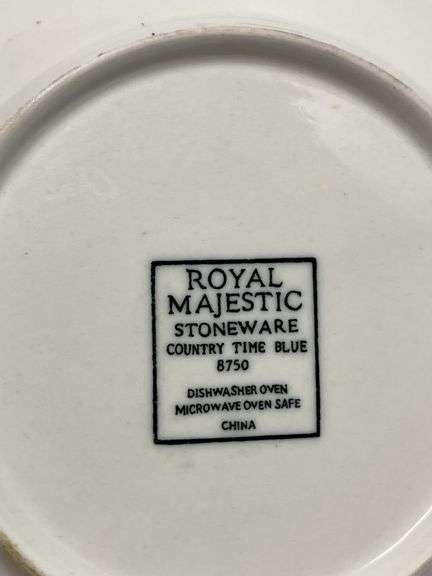 ROYAL
MAJESTIC
STONEWARE
COUNTRY TIME BLUE
8750
DISHWASHER OVEN
MICROWAVE OVEN SAFE
CHINA